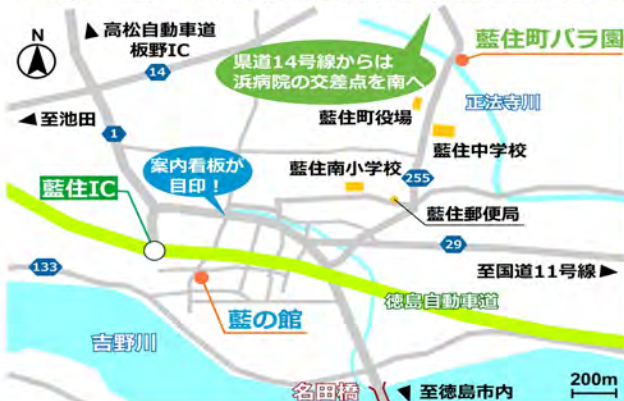 N
高松自動車道
板野IC
14
県道14号線からは
浜病院の交差点を南へ
藍住町バラ園
正法寺川
藍住町役場
藍住中学校
至池田
1
案内看板が
目印！
藍住南小学校
255
藍住IC
藍住郵便局
29
133
至国道11号線
藍の館
徳島自動車道
吉野川
名田橋
至徳島市内
200m